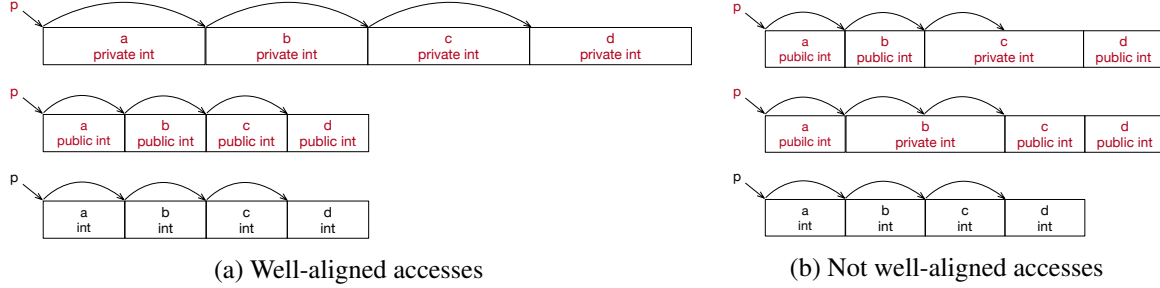 p
a b c d
private int private int private int private int
p
a b c d
public int public int public int public int
p
a b c d
int int int int
(a) Well-aligned accesses
p
a b c d
public int public int private int public int
p
a b c d
public int private int public int public int
p
a b c d
int int int int
(b) Not well-aligned accesses